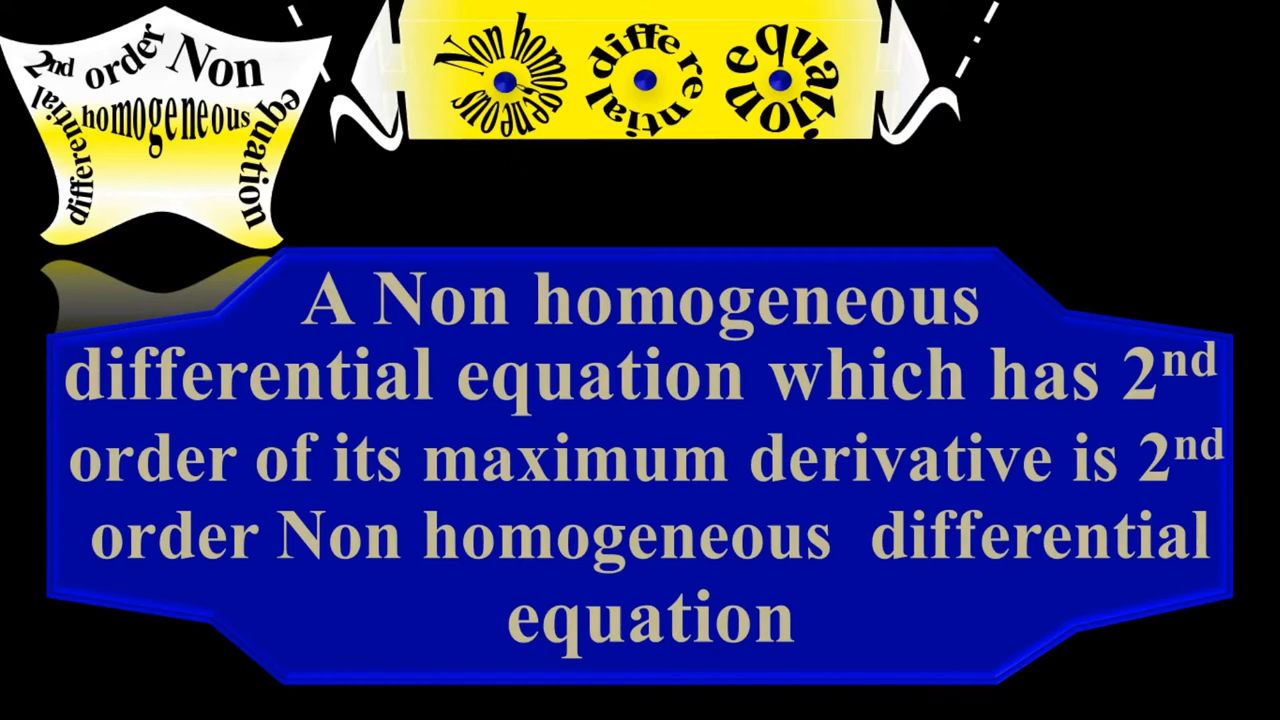 2nd order Non
homogeneous
differential equation
Non homogeneous differential equation
A Non homogeneous
differential equation which has 2nd
order of its maximum derivative is 2nd
order Non homogeneous differential
equation